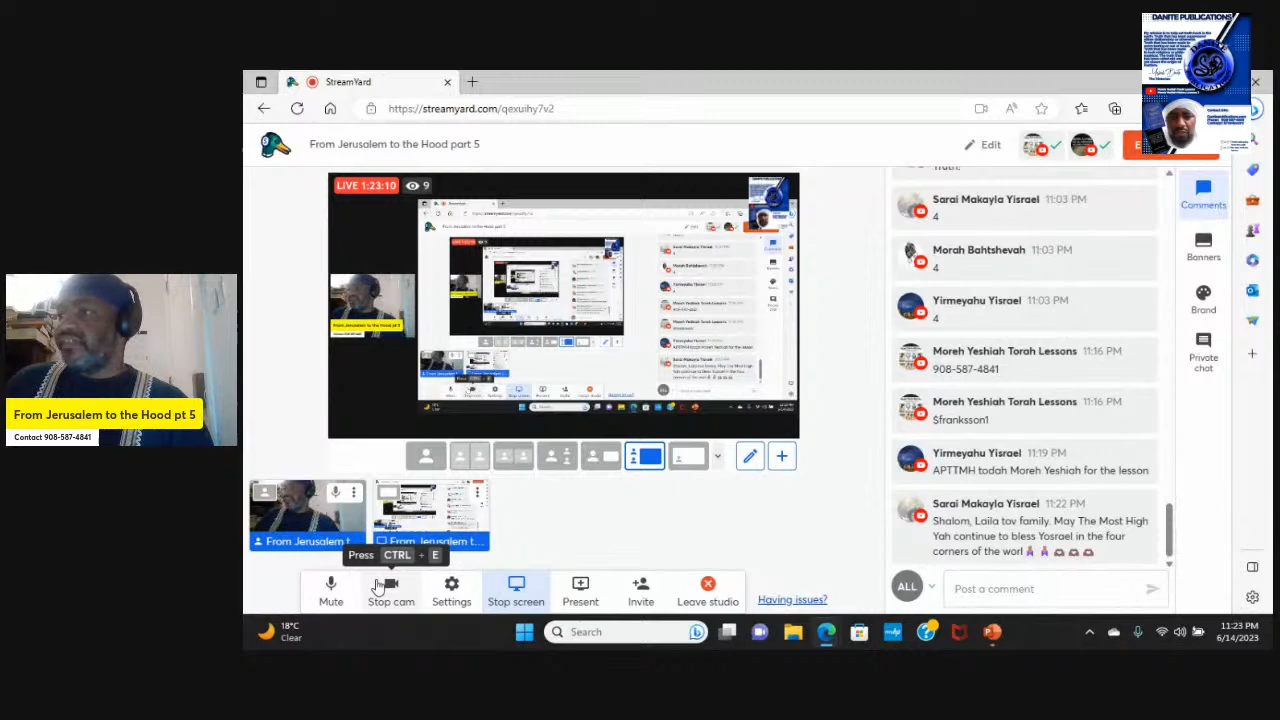 DANITE PUBLICATIONS
StreamYard
https://streamyard.com/qexuihy7v2
From Jerusalem to the Hood part 5
Edit
LIVE 1:23:10
9
Sarai Makayla Yisrael 11:03 PM
4
Morah Bahtshevah 11:03 PM
4
Yirmeyahu Yisrael 11:03 PM
4
Moreh Yeshiah Torah Lessons 11:16 PM
908-587-4841
Moreh Yeshiah Torah Lessons 11:16 PM
$franksson1
Yirmeyahu Yisrael 11:19 PM
APTTMH todah Moreh Yeshiah for the lesson
Sarai Makayla Yisrael 11:22 PM
Shalom, Laila tov family. May The Most High
Yah continue to bless Yosrael in the four
corners of the worl
Comments
Banners
Brand
Private
chat
From Jerusalem to the Hood pt 5
Contact 908-587-4841
From Jerusalem t
From Jerusalem t...
Press CTRL + E
Mute
Stop cam
Settings
Stop screen
Present
Invite
Leave studio
Having issues?
ALL
Post a comment
18°C
Clear
Search
11:23 PM
6/14/2023